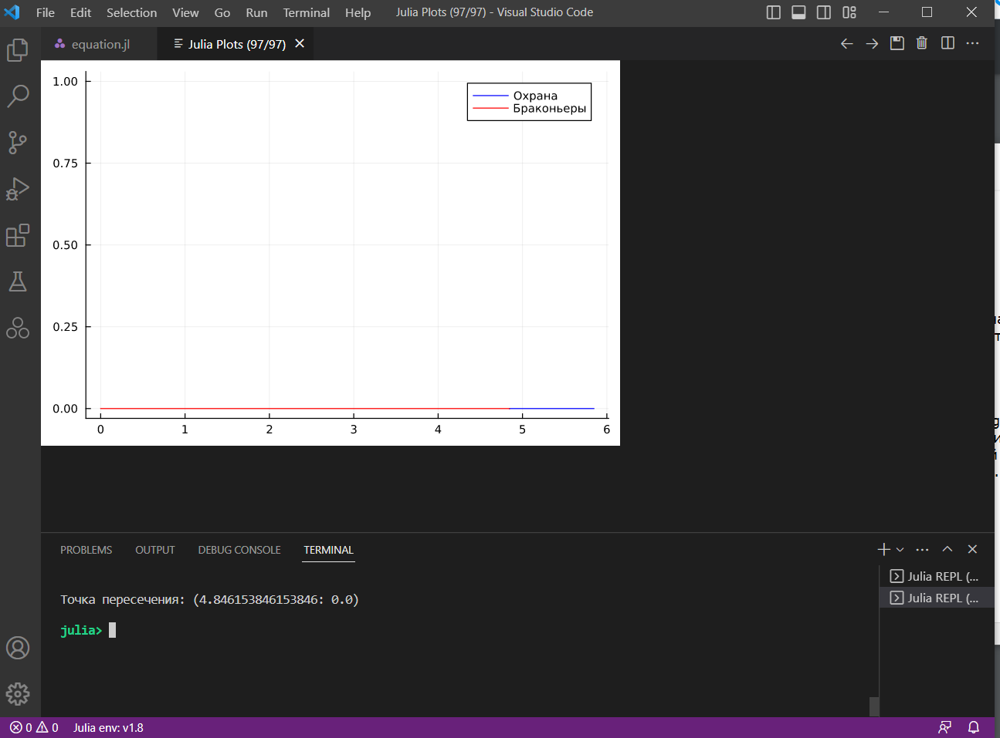 File Edit Selection View Go Run Terminal Help Julia Plots (97/97) - Visual Studio Code
equation.jl Julia Plots (97/97)
1.00
0.75
0.50
0.25
0.00
0 1 2 3 4 5 6
Охрана
Браконьеры
PROBLEMS OUTPUT DEBUG CONSOLE TERMINAL
Julia REPL (...
Julia REPL (...
Точка пересечения: (4.846153846153846: 0.0)
julia>
0 0 Julia env: v1.8